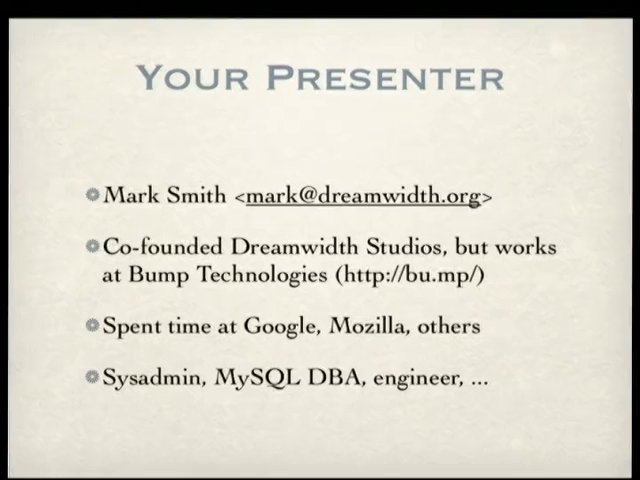 YOUR PRESENTER
Mark Smith <mark@dreamwidth.org>
Co-founded Dreamwidth Studios, but works
at Bump Technologies (http://bu.mp/)
Spent time at Google, Mozilla, others
Sysadmin, MySQL DBA, engineer, ...